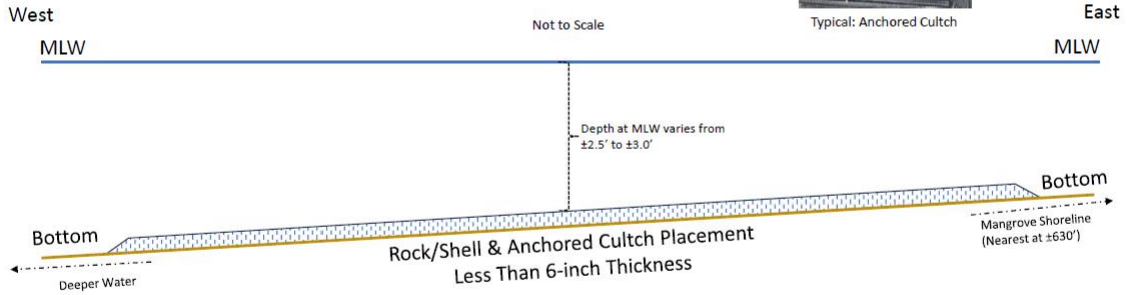 West
Not to Scale
Typical: Anchored Cultch
East
MLW
MLW
Depth at MLW varies from
±2.5’ to ±3.0’
Bottom
Mangrove Shoreline
(Nearest at ±630’)
Rock/Shell & Anchored Cultch Placement
Less Than 6-inch Thickness
Bottom
Deeper Water